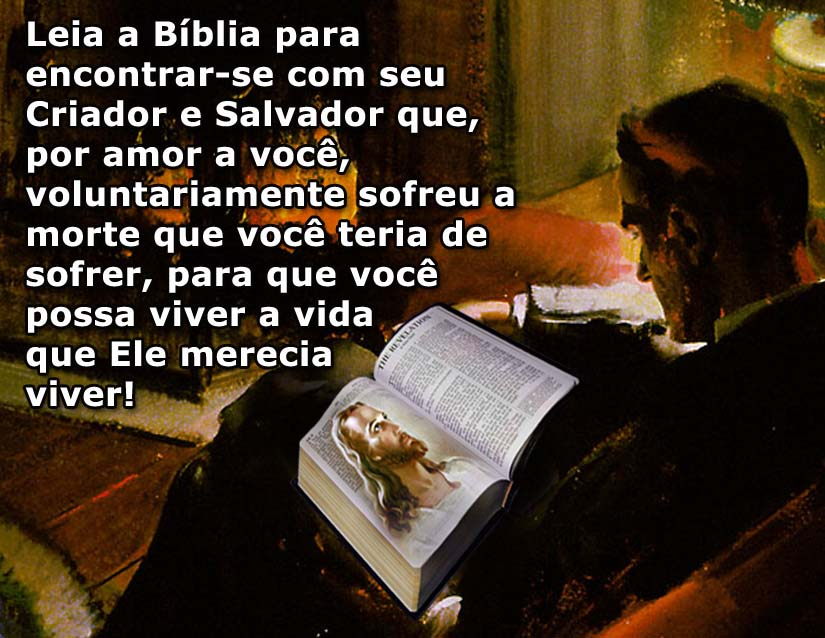 Leia a Bíblia para
encontrar-se com seu
Criador e Salvador que,
por amor a você,
voluntariamente sofreu a
morte que você teria de
sofrer, para que você
possa viver a vida
que Ele merecia
viver!
THE REVELATION